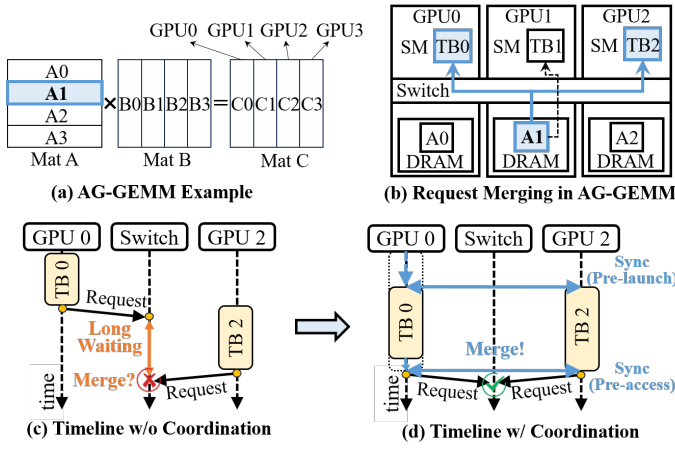 GPU0 GPU1 GPU2 GPU3
A0
A1
A2
A3
×
B0 B1 B2 B3
=
C0 C1 C2 C3
Mat A
Mat B
Mat C
(a) AG-GEMM Example
GPU0 GPU1 GPU2
SM TB0
SM TB1
SM TB2
Switch
A0
A1
A2
DRAM DRAM DRAM
(b) Request Merging in AG-GEMM
GPU 0 Switch GPU 2
TB 0
Request
Long
Waiting
TB 2
Merge?
Request
time
(c) Timeline w/o Coordination
GPU 0 Switch GPU 2
Sync
(Pre-launch)
TB 0
TB 2
Merge!
Sync
(Pre-access)
Request Request
time
(d) Timeline w/ Coordination